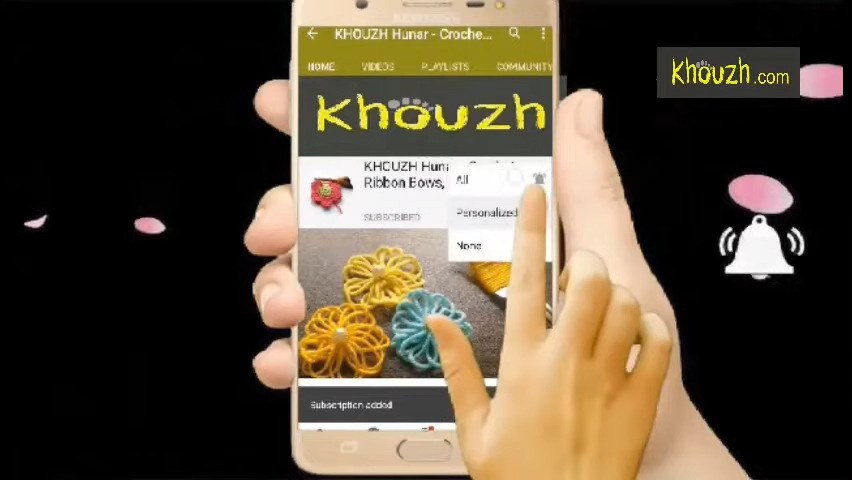 KHOUZH Hunar - Croche...
HOME VIDEOS PLAYLISTS COMMUNITY
Khouzh
Khouzh.com
KHOUZH Huna
Ribbon Bows,
SUBSCRIBED
All
Personalized
None
Subscription added